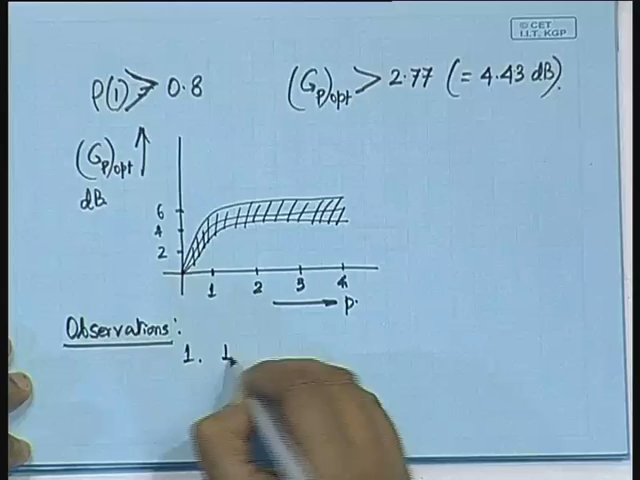 © CET
I.I.T. KGP
ρ(1) > 0.8
(Gp)opt > 2.77 (= 4.43 dB).
(Gp)opt
dB
6
4
2
1 2 3 4
p.
Observations:
1.